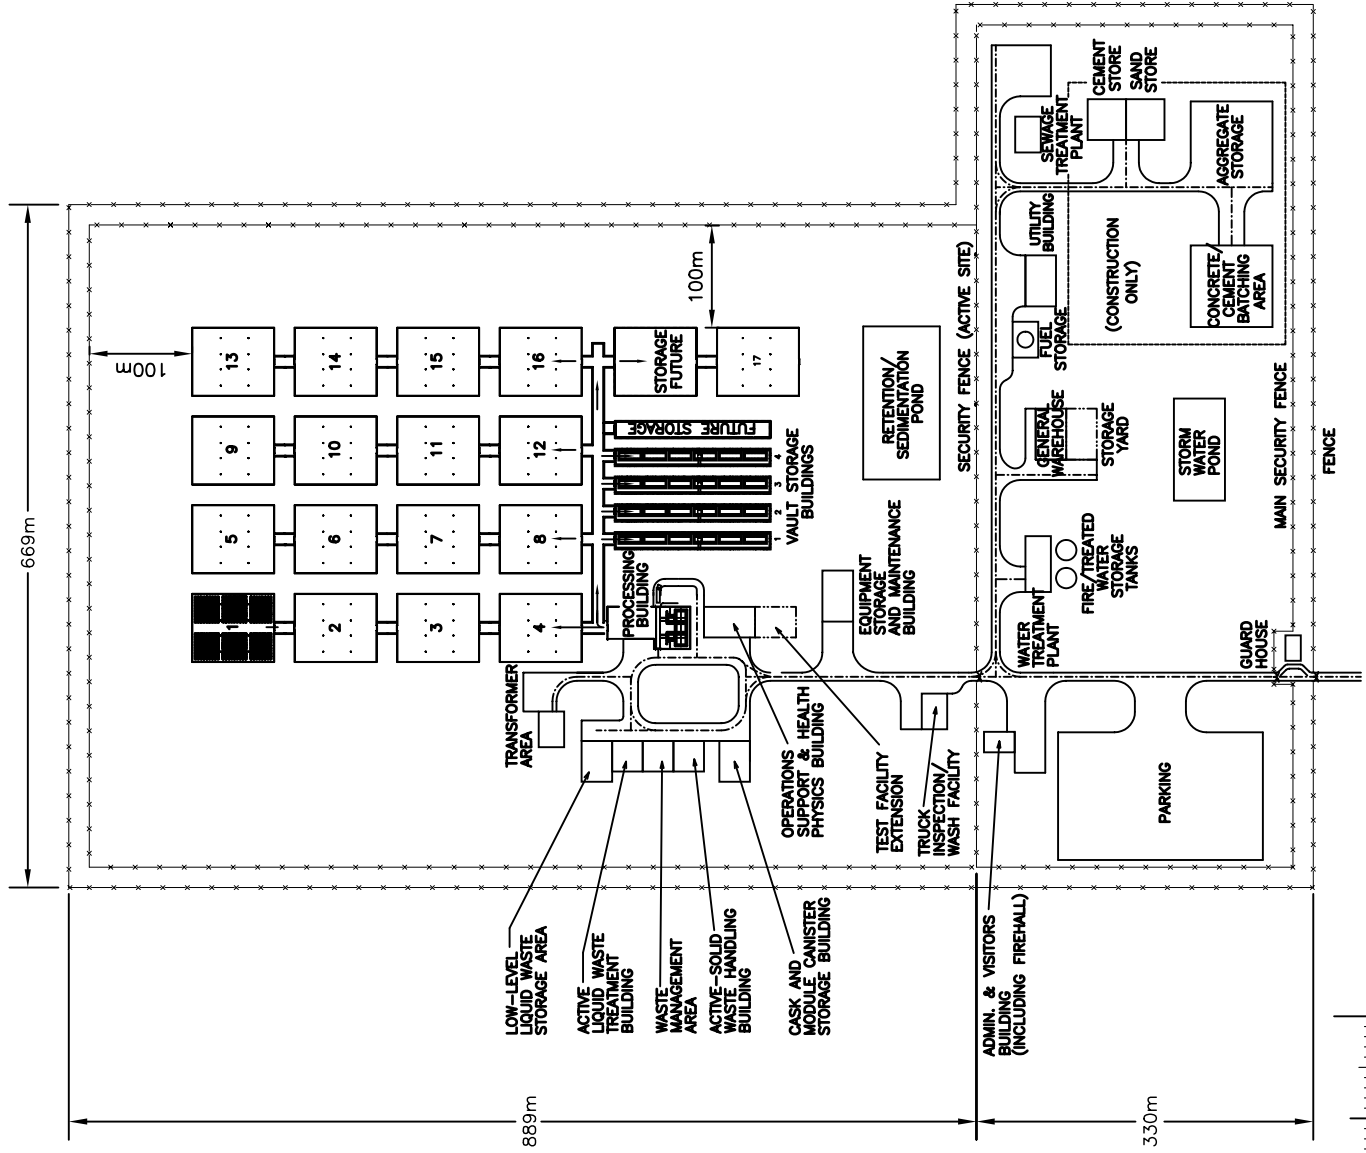 669m
100m
100m
889m
330m
13
14
15
16
STORAGE
FUTURE
17
9
10
11
12
FUTURE STORAGE
5
6
7
8
1
2
3
4
1
2
3
4
VAULT STORAGE
BUILDINGS
PROCESSING
BUILDING
TRANSFORMER
AREA
RETENTION/
SEDIMENTATION
POND
EQUIPMENT
STORAGE
AND MAINTENANCE
BUILDING
OPERATIONS
SUPPORT & HEALTH
PHYSICS BUILDING
TEST FACILITY
EXTENSION
TRUCK
INSPECTION/
WASH FACILITY
LOW-LEVEL
LIQUID WASTE
STORAGE AREA
ACTIVE
LIQUID WASTE
TREATMENT
BUILDING
WASTE
MANAGEMENT
AREA
ACTIVE-SOLID
WASTE HANDLING
BUILDING
CASK AND
MODULE CANISTER
STORAGE BUILDING
ADMIN. & VISITORS
BUILDING
(INCLUDING FIREHALL)
SECURITY FENCE (ACTIVE SITE)
CEMENT
STORE
SAND
STORE
SEWAGE
TREATMENT
PLANT
AGGREGATE
STORAGE
UTILITY
BUILDING
(CONSTRUCTION
ONLY)
CONCRETE/
CEMENT
BATCHING
AREA
FUEL
STORAGE
GENERAL
WAREHOUSE
STORAGE
YARD
STORM
WATER
POND
FIRE/TREATED
WATER
STORAGE
TANKS
WATER
TREATMENT
PLANT
GUARD
HOUSE
PARKING
MAIN SECURITY FENCE
FENCE